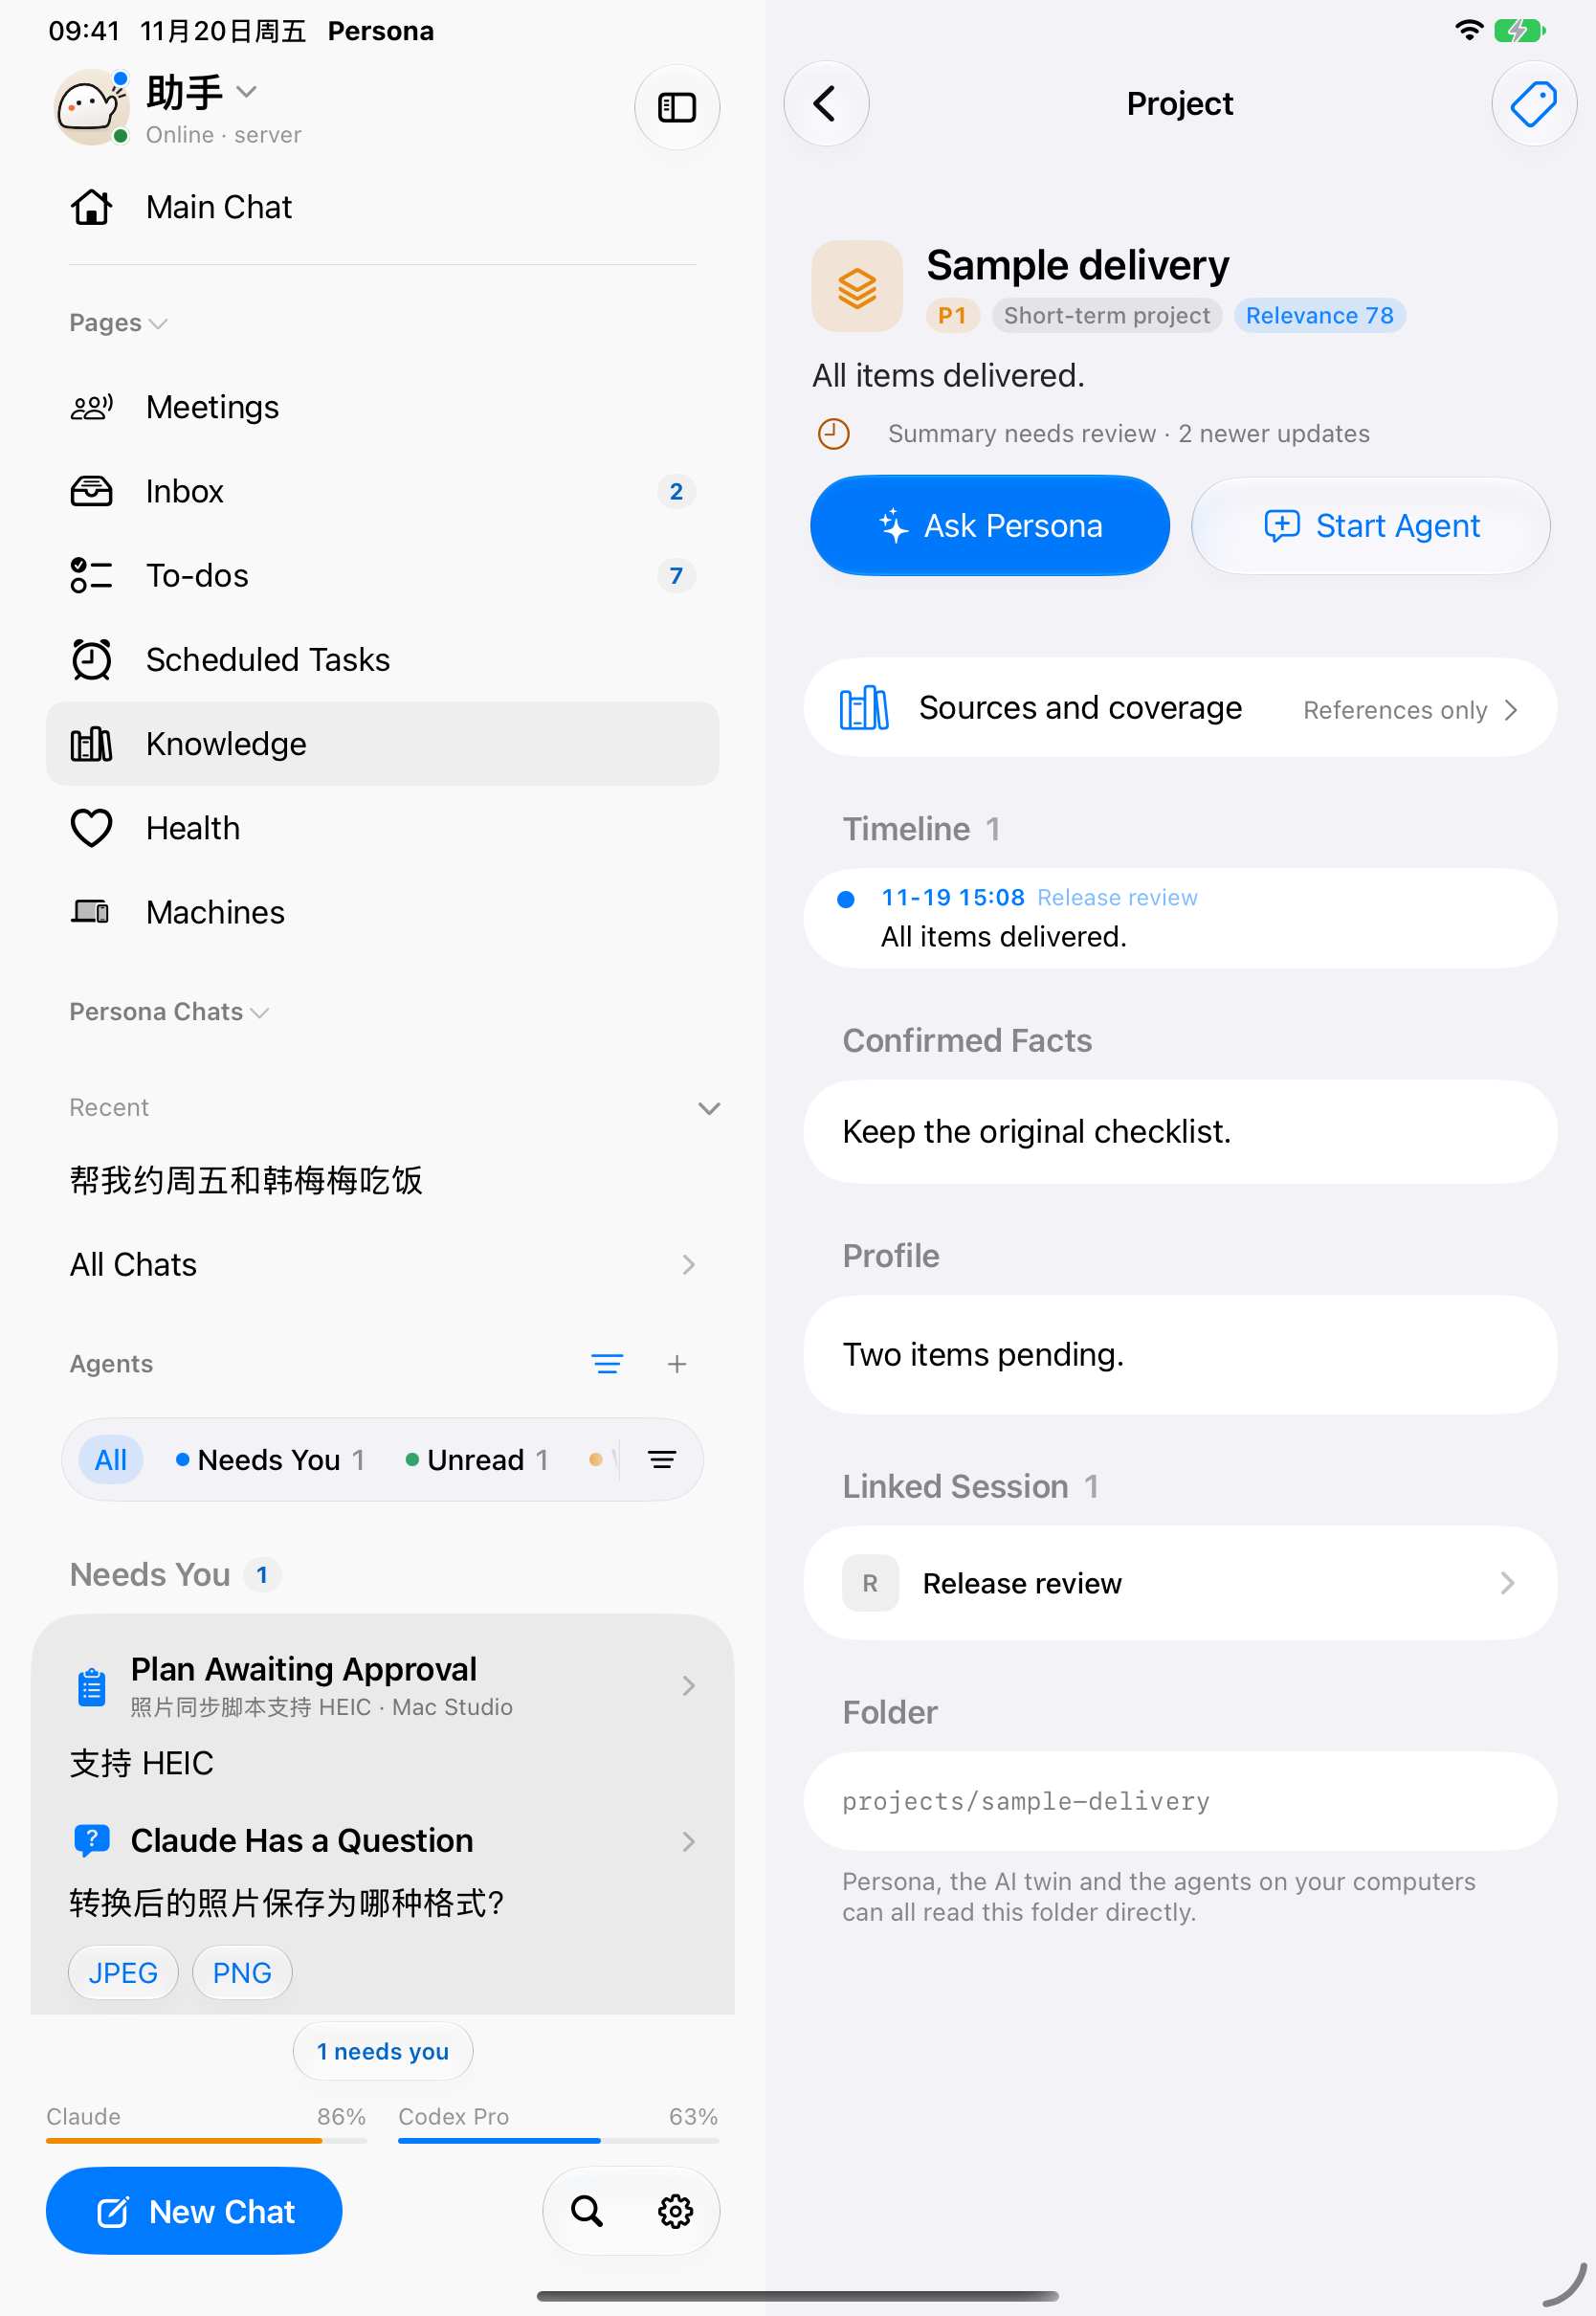 09:41 11月20日周五 Persona
助手
Online · server
Main Chat
Pages
Meetings
Inbox 2
To-dos 7
Scheduled Tasks
Knowledge
Health
Machines
Persona Chats
Recent
帮我约周五和韩梅梅吃饭
All Chats
Agents
All Needs You 1 Unread 1
Needs You 1
Plan Awaiting Approval
照片同步脚本支持 HEIC · Mac Studio
支持 HEIC
Claude Has a Question
转换后的照片保存为哪种格式?
JPEG PNG
1 needs you
Claude 86% Codex Pro 63%
New Chat
Project
Sample delivery
P1 Short-term project Relevance 78
All items delivered.
Summary needs review · 2 newer updates
Ask Persona Start Agent
Sources and coverage References only
Timeline 1
11-19 15:08 Release review
All items delivered.
Confirmed Facts
Keep the original checklist.
Profile
Two items pending.
Linked Session 1
R Release review
Folder
projects/sample-delivery
Persona, the AI twin and the agents on your computers
can all read this folder directly.